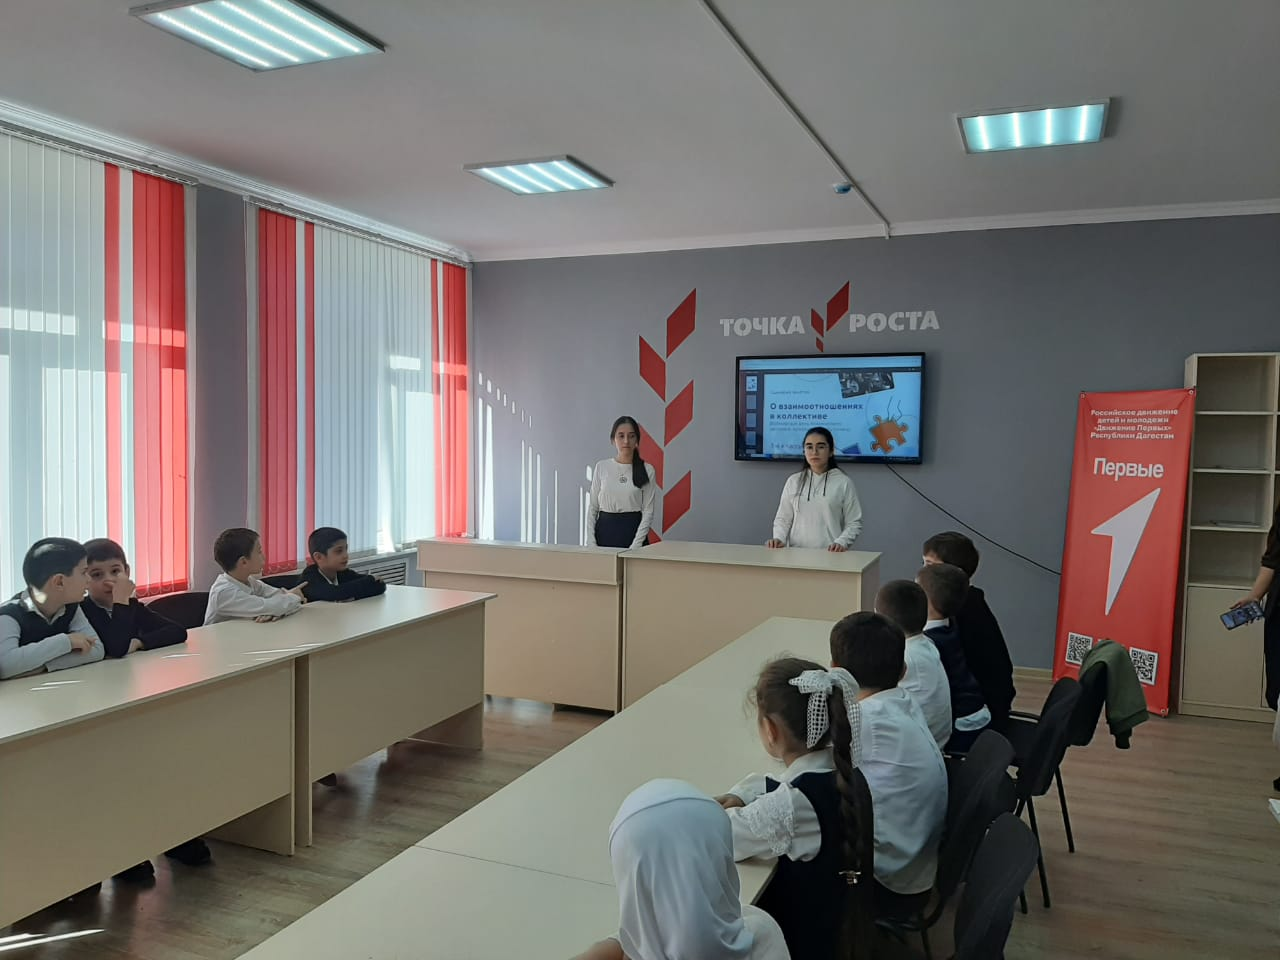 ТОЧКА РОСТА
О взаимоотношениях
в коллективе
Российское движение
детей и молодежи
«Движение Первых»
Республики Дагестан
Первые